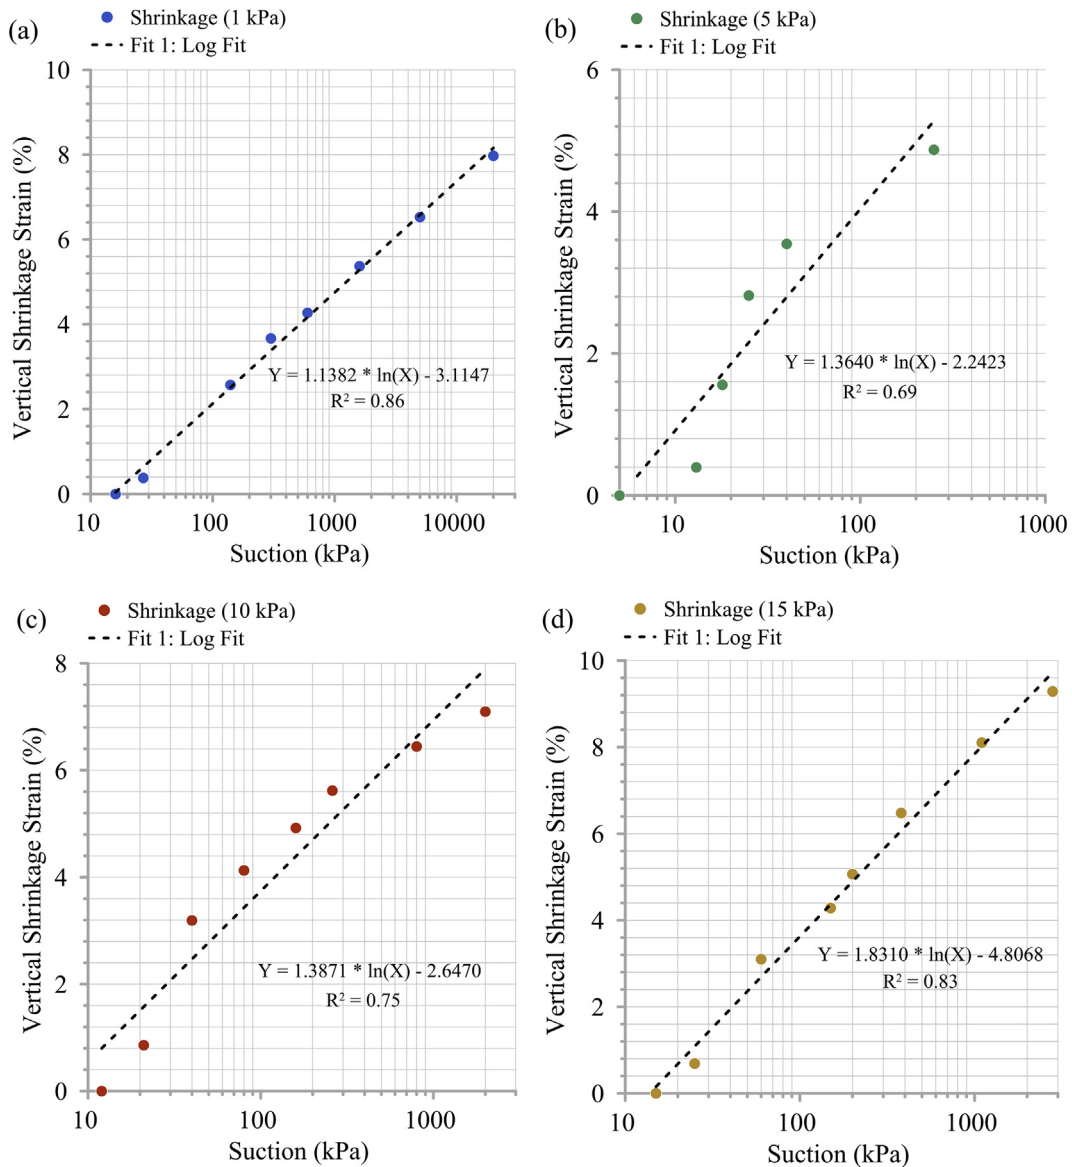 (a)
Shrinkage (1 kPa)
Fit 1: Log Fit
10
8
6
4
2
0
Vertical Shrinkage Strain (%)
Y = 1.1382 * ln(X) - 3.1147
R² = 0.86
10 100 1000 10000
Suction (kPa)
(b)
Shrinkage (5 kPa)
Fit 1: Log Fit
6
4
2
0
Vertical Shrinkage Strain (%)
Y = 1.3640 * ln(X) - 2.2423
R² = 0.69
10 100 1000
Suction (kPa)
(c)
Shrinkage (10 kPa)
Fit 1: Log Fit
8
6
4
2
0
Vertical Shrinkage Strain (%)
Y = 1.3871 * ln(X) - 2.6470
R² = 0.75
10 100 1000
Suction (kPa)
(d)
Shrinkage (15 kPa)
Fit 1: Log Fit
10
8
6
4
2
0
Vertical Shrinkage Strain (%)
Y = 1.8310 * ln(X) - 4.8068
R² = 0.83
10 100 1000
Suction (kPa)